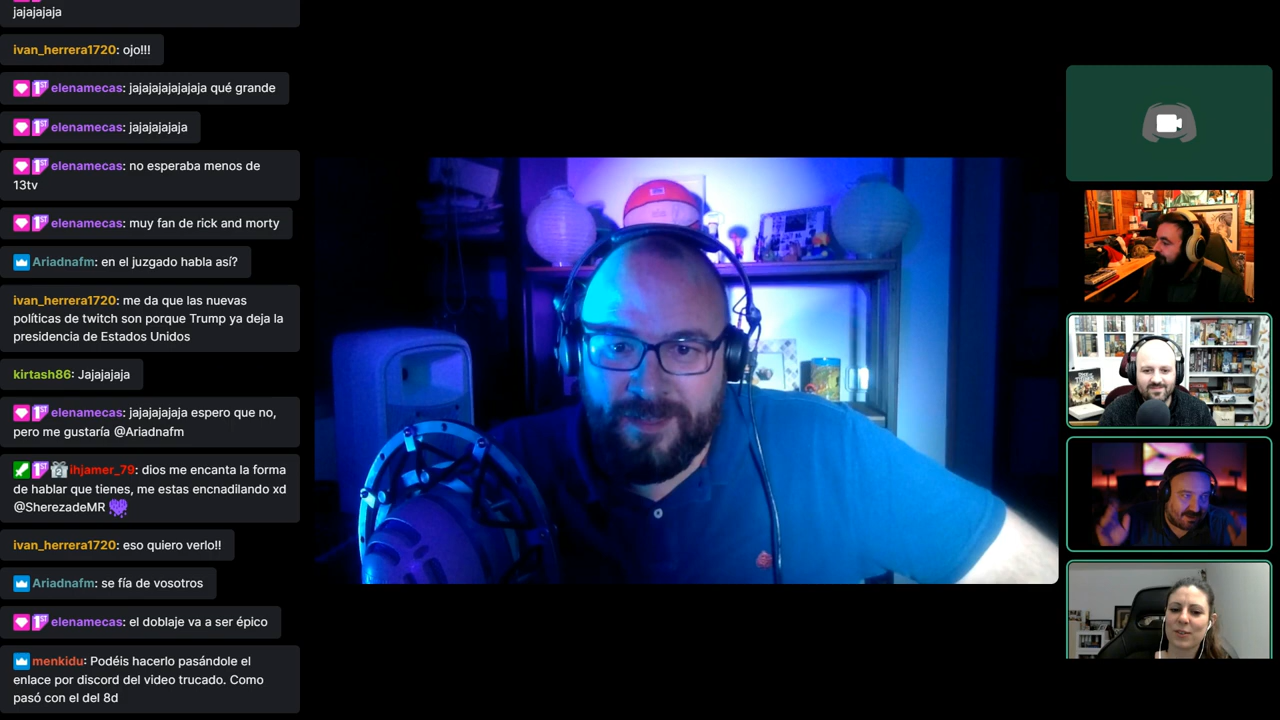 jajajajaja
ivan_herrera1720: ojo!!!
elenamecas: jajajajajajajaja qué grande
elenamecas: jajajajajaja
elenamecas: no esperaba menos de
13tv
elenamecas: muy fan de rick and morty
Ariadnafm: en el juzgado habla así?
ivan_herrera1720: me da que las nuevas
políticas de twitch son porque Trump ya deja la
presidencia de Estados Unidos
kirtash86: Jajajajaja
elenamecas: jajajajajaja espero que no,
pero me gustaría @Ariadnafm
ihjamer_79: dios me encanta la forma
de hablar que tienes, me estas encnadilando xd
@SherezadeMR
ivan_herrera1720: eso quiero verlo!!
Ariadnafm: se fía de vosotros
elenamecas: el doblaje va a ser épico
menkidu: Podéis hacerlo pasándole el
enlace por discord del video trucado. Como
pasó con el del 8d